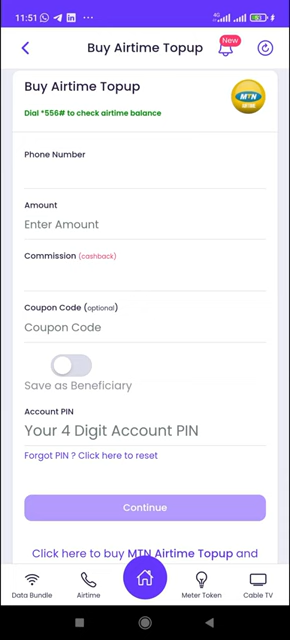 11:51
4G
Buy Airtime Topup
New
Buy Airtime Topup
Dial *556# to check airtime balance
MTN
Phone Number
Amount
Enter Amount
Commission (cashback)
Coupon Code (optional)
Coupon Code
Save as Beneficiary
Account PIN
Your 4 Digit Account PIN
Forgot PIN ? Click here to reset
Continue
Click here to buy MTN Airtime Topup and
Data Bundle
Airtime
Meter Token
Cable TV